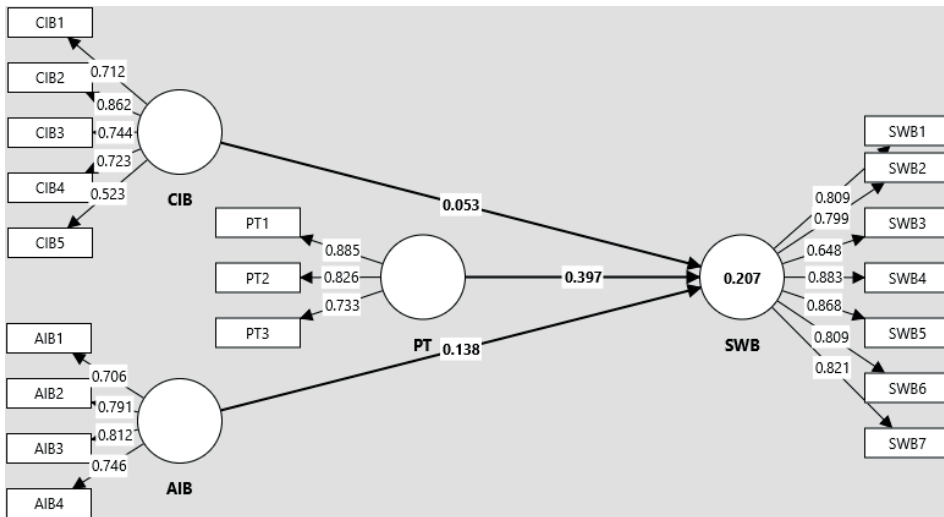 CIB1
CIB2
CIB3
CIB4
CIB5
0.712
0.862
0.744
0.723
0.523
CIB
0.053
PT1
PT2
PT3
0.885
0.826
0.733
PT
0.397
AIB1
AIB2
AIB3
AIB4
0.706
0.791
0.812
0.746
AIB
0.138
0.207
SWB
0.809
0.799
0.648
0.883
0.868
0.809
0.821
SWB1
SWB2
SWB3
SWB4
SWB5
SWB6
SWB7